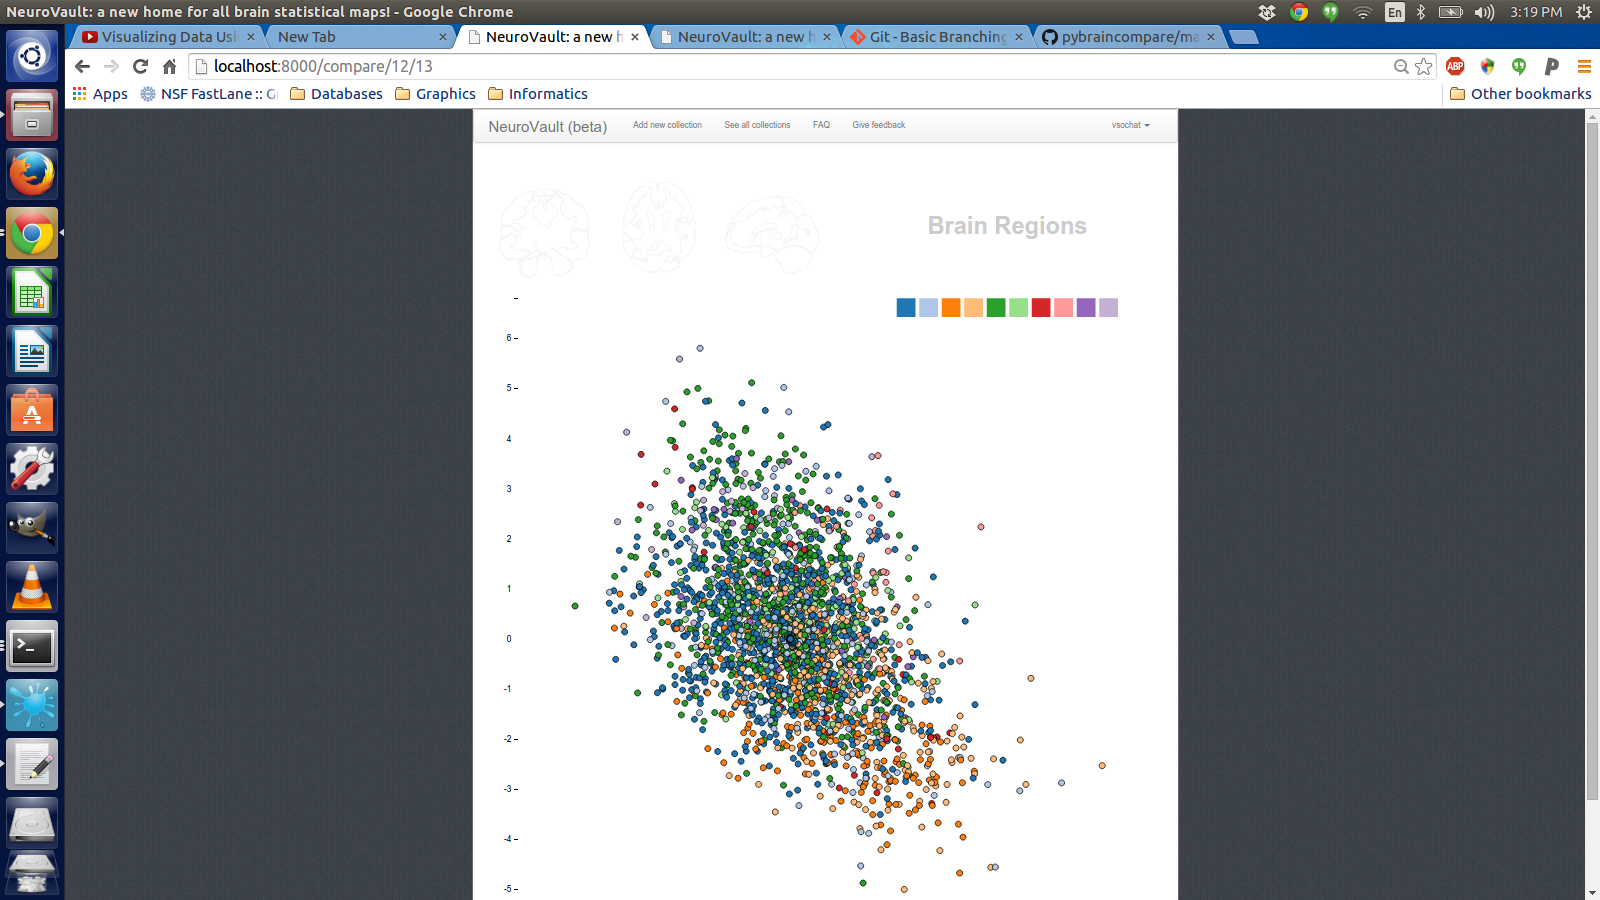 NeuroVault: a new home for all brain statistical maps! - Google Chrome
En
3:19 PM
Visualizing Data Usi
New Tab
NeuroVault: a new h
NeuroVault: a new h
Git - Basic Branching
pybraincompare/ma
localhost:8000/compare/12/13
ABP
Apps
NSF FastLane :: G
Databases
Graphics
Informatics
Other bookmarks
NeuroVault (beta)
Add new collection
See all collections
FAQ
Give feedback
vsochat
Brain Regions
6
5
4
3
2
1
0
-1
-2
-3
-4
-5